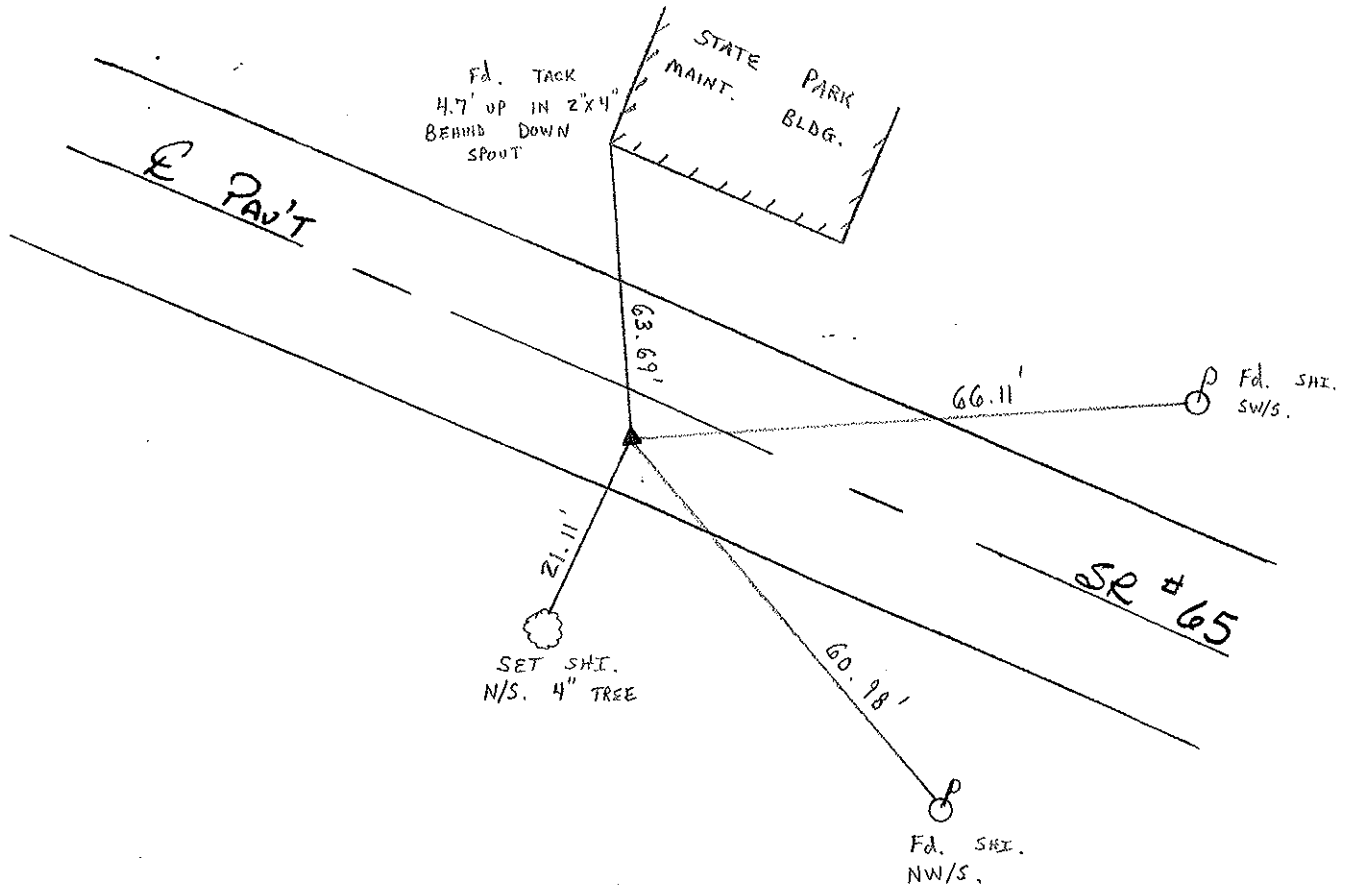 STATE PARK
MAINT. BLDG.
Fd. TACK
4.7' UP IN 2"X4"
BEHIND DOWN
SPOUT
℄ PAV'T
63.69'
66.11'
Fd. SHI.
SW/S.
21.11'
SET SHI.
N/S. 4" TREE
60.98'
SR #65
Fd. SHI.
NW/S.